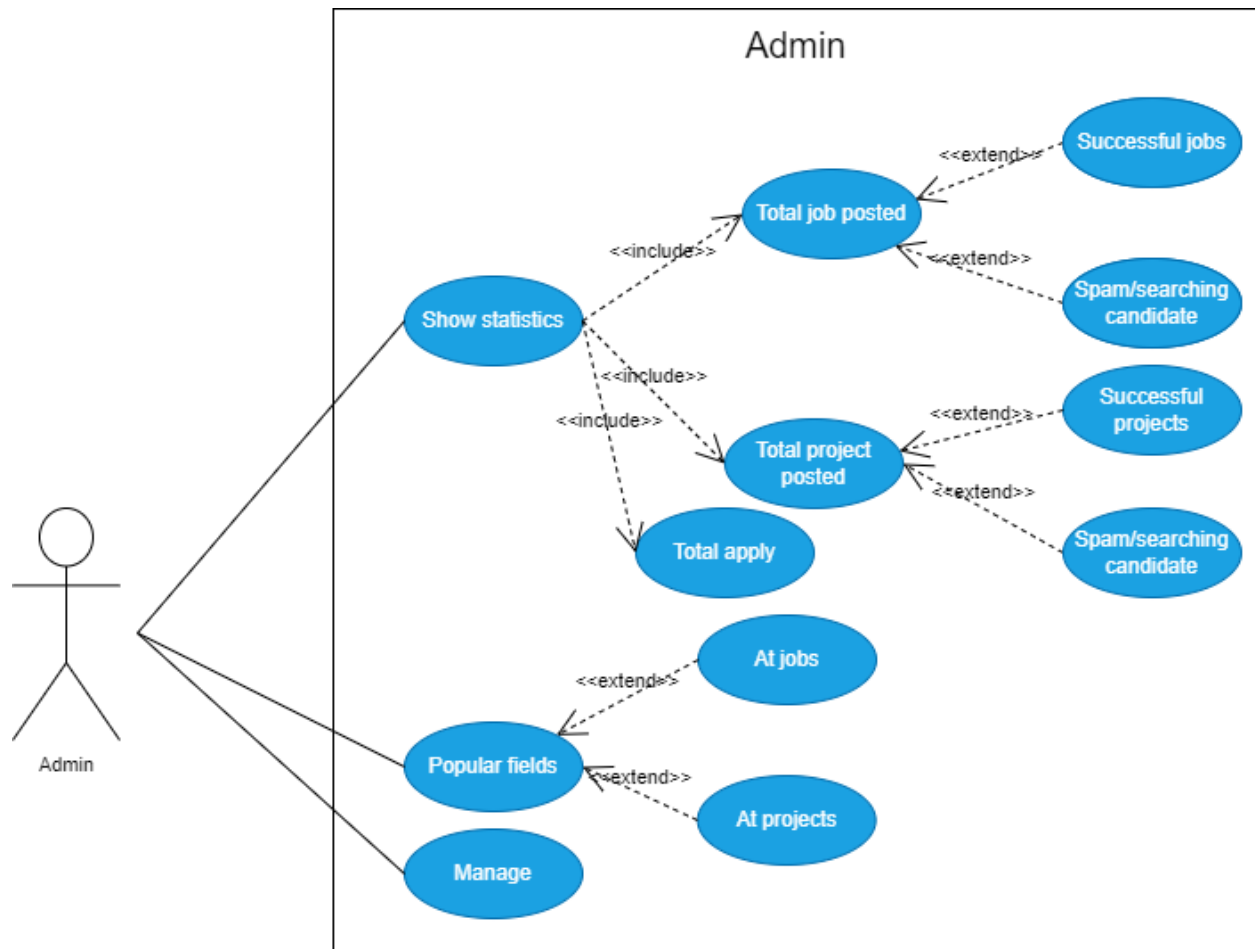 Admin
Successful jobs
<<extend>>
Total job posted
<<include>>
<<extend>>
Spam/searching
candidate
Show statistics
<<include>>
<<include>>
Successful
projects
<<extend>>
Total project
posted
<<extend>>
Spam/searching
candidate
Total apply
At jobs
<<extend>>
Admin
Popular fields
<<extend>>
At projects
Manage